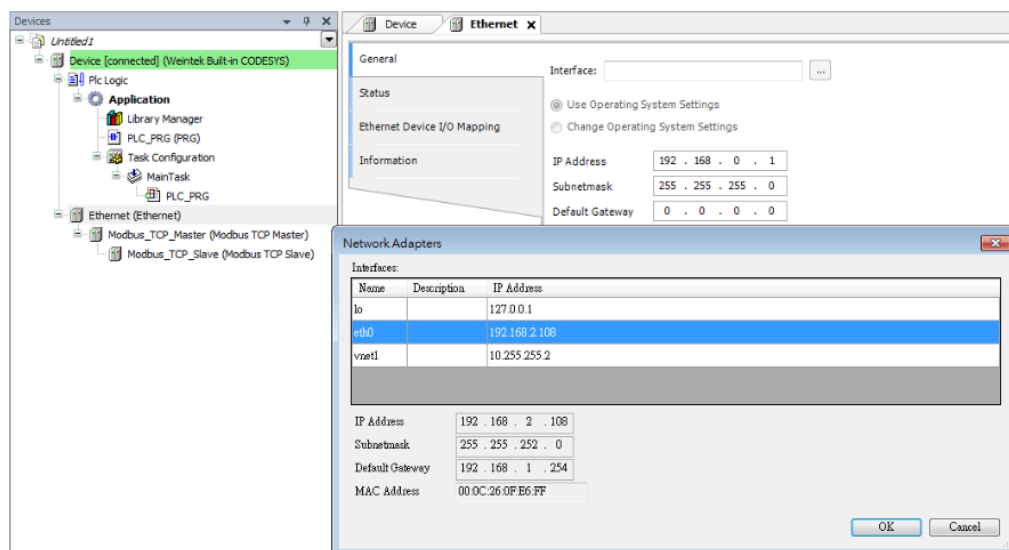 Devices
Untitled1
Device [connected] (Weintek Built-in CODESYS)
Plc Logic
Application
Library Manager
PLC_PRG (PRG)
Task Configuration
MainTask
PLC_PRG
Ethernet (Ethernet)
Modbus_TCP_Master (Modbus TCP Master)
Modbus_TCP_Slave (Modbus TCP Slave)
Device
Ethernet
General
Status
Ethernet Device I/O Mapping
Information
Interface:
...
Use Operating System Settings
Change Operating System Settings
IP Address 192 . 168 . 0 . 1
Subnetmask 255 . 255 . 255 . 0
Default Gateway 0 . 0 . 0 . 0
Network Adapters
Interfaces:
Name Description IP Address
lo 127.0.0.1
eth0 192.168.2.108
vnet1 10.255.255.2
IP Address 192 . 168 . 2 . 108
Subnetmask 255 . 255 . 252 . 0
Default Gateway 192 . 168 . 1 . 254
MAC Address 00:0C:26:0F:E6:FF
OK Cancel